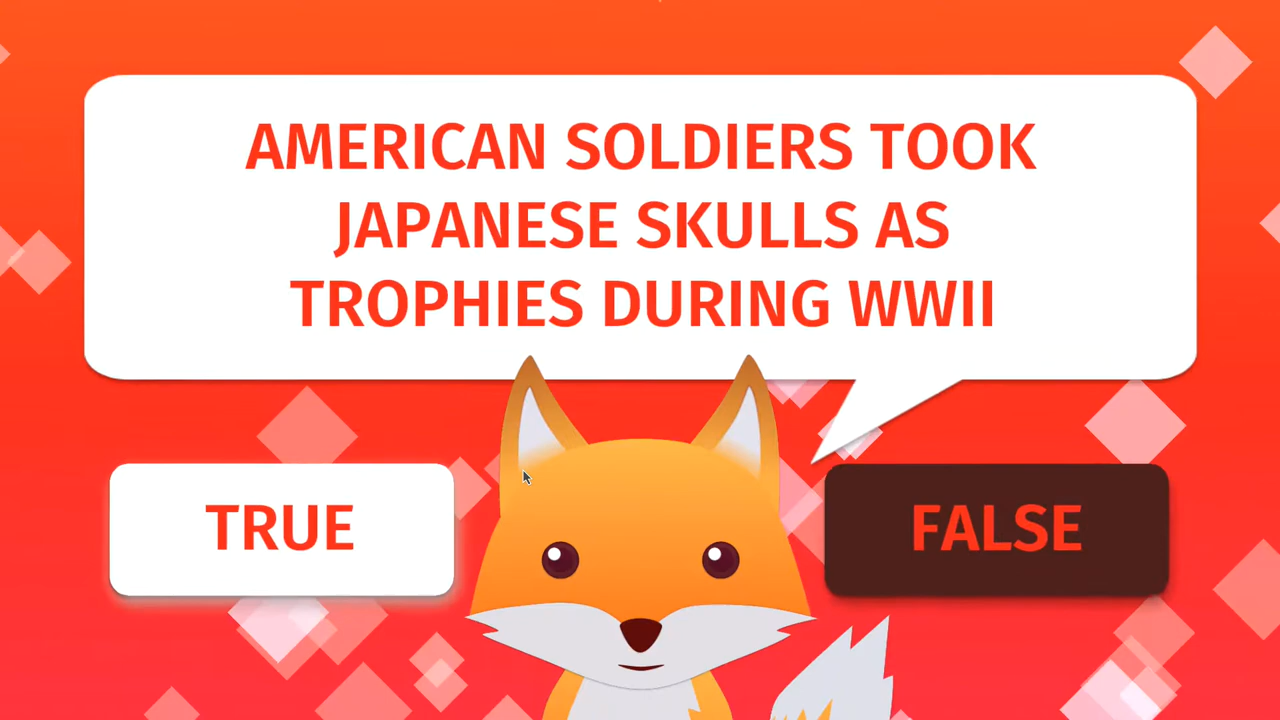 AMERICAN SOLDIERS TOOK
JAPANESE SKULLS AS
TROPHIES DURING WWII
TRUE
FALSE